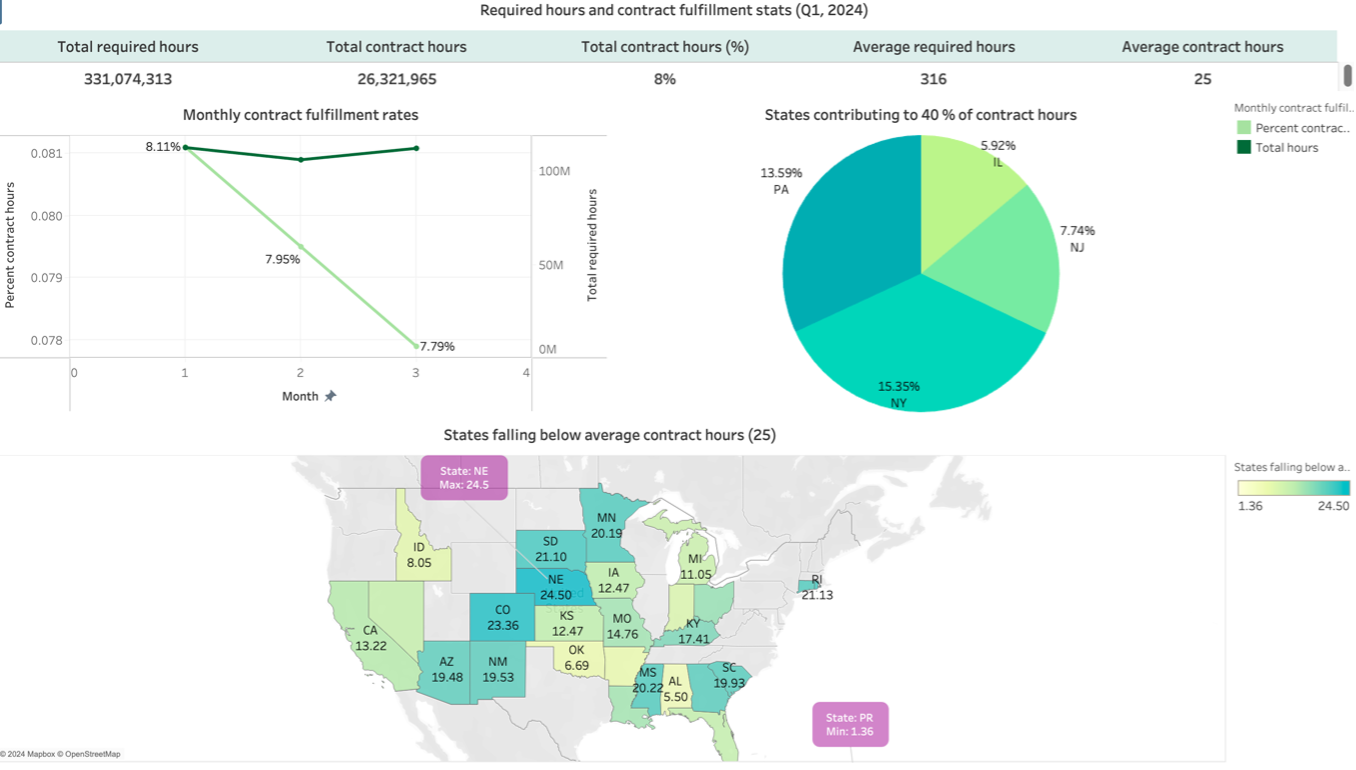 Required hours and contract fulfillment stats (Q1, 2024)
Total required hours Total contract hours Total contract hours (%) Average required hours Average contract hours
331,074,313 26,321,965 8% 316 25
Monthly contract fulfillment rates
Percent contract hours
0.081
0.080
0.079
0.078
8.11%
7.95%
7.79%
100M
50M
0M
Total required hours
0 1 2 3 4
Month
States contributing to 40 % of contract hours
5.92%
IL
7.74%
NJ
15.35%
NY
13.59%
PA
Monthly contract fulfil..
Percent contrac..
Total hours
States falling below average contract hours (25)
State: NE
Max: 24.5
MN
20.19
ID
8.05
SD
21.10
MI
11.05
NE
24.50
IA
12.47
RI
21.13
CO
23.36
KS
12.47
MO
14.76
KY
17.41
CA
13.22
AZ
19.48
NM
19.53
OK
6.69
MS
20.22
AL
5.50
SC
19.93
State: PR
Min: 1.36
States falling below a..
1.36 24.50
© 2024 Mapbox © OpenStreetMap